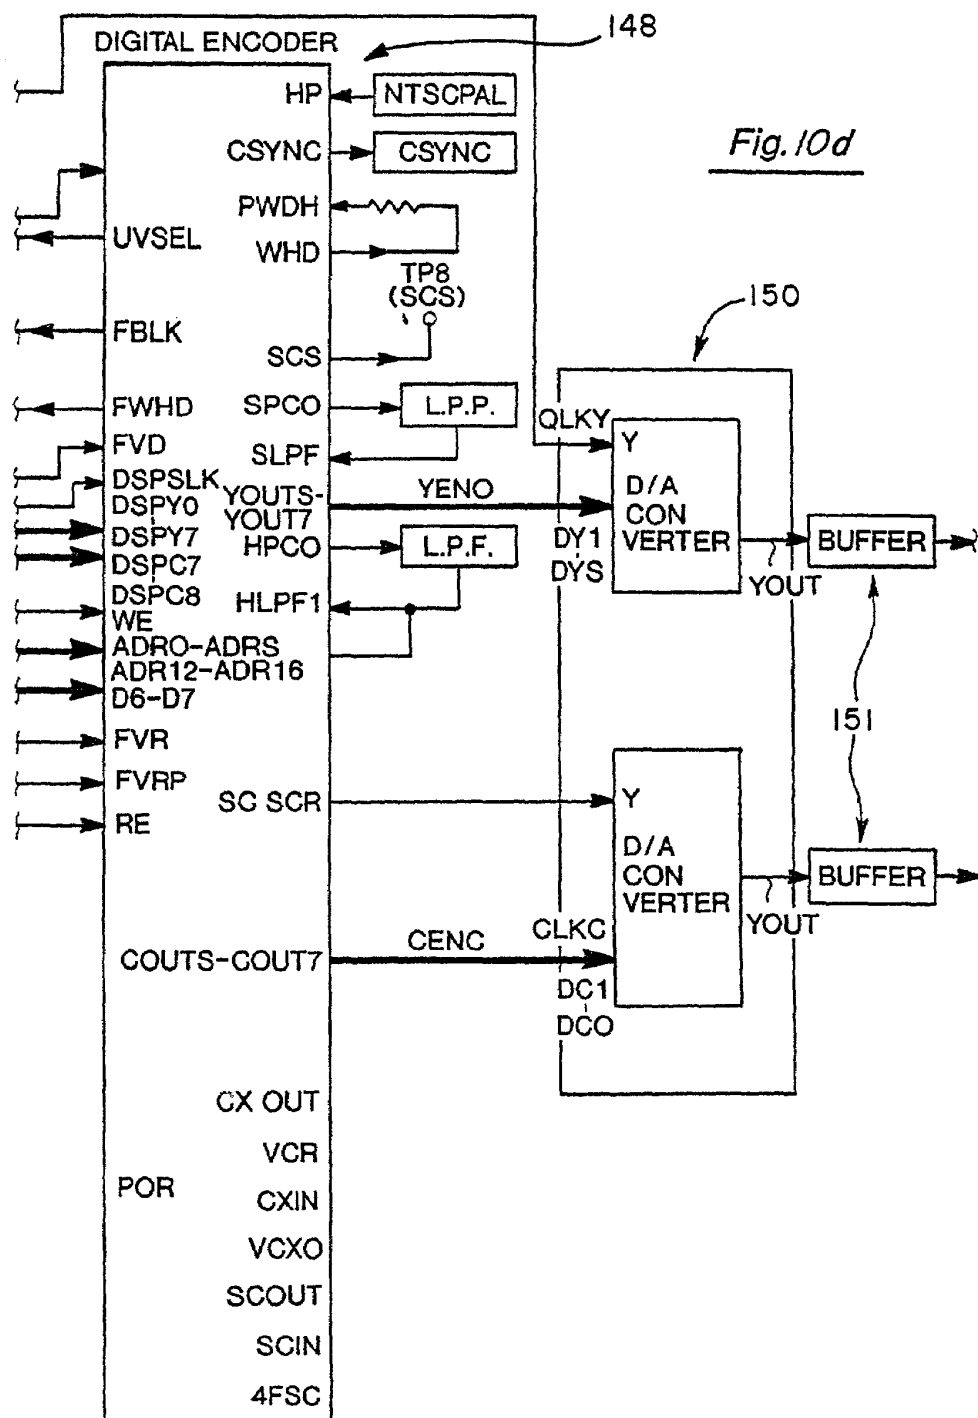 DIGITAL ENCODER
148
Fig. 10d
HP
NTSCPAL
CSYNC
CSYNC
PWDH
WHD
UVSEL
TP8
(SCS)
FBLK
SCS
150
FWHD
SPCO
L.P.P.
QLKY
FVD
SLPF
DSPSLK
DSPY0
DSPY7
DSPC7
DSPC8
WE
YOUTS-
YOUT7
YENO
HPCO
L.P.F.
HLPF1
DY1
DYS
Y
D/A
CON
VERTER
YOUT
BUFFER
ADR0-ADRS
ADR12-ADR16
D6-D7
151
FVR
FVRP
RE
SC SCR
Y
D/A
CON
VERTER
YOUT
BUFFER
COUTS-COUT7
CENC
CLKC
DC1
DCO
CX OUT
VCR
POR
CXIN
VCXO
SCOUT
SCIN
4FSC